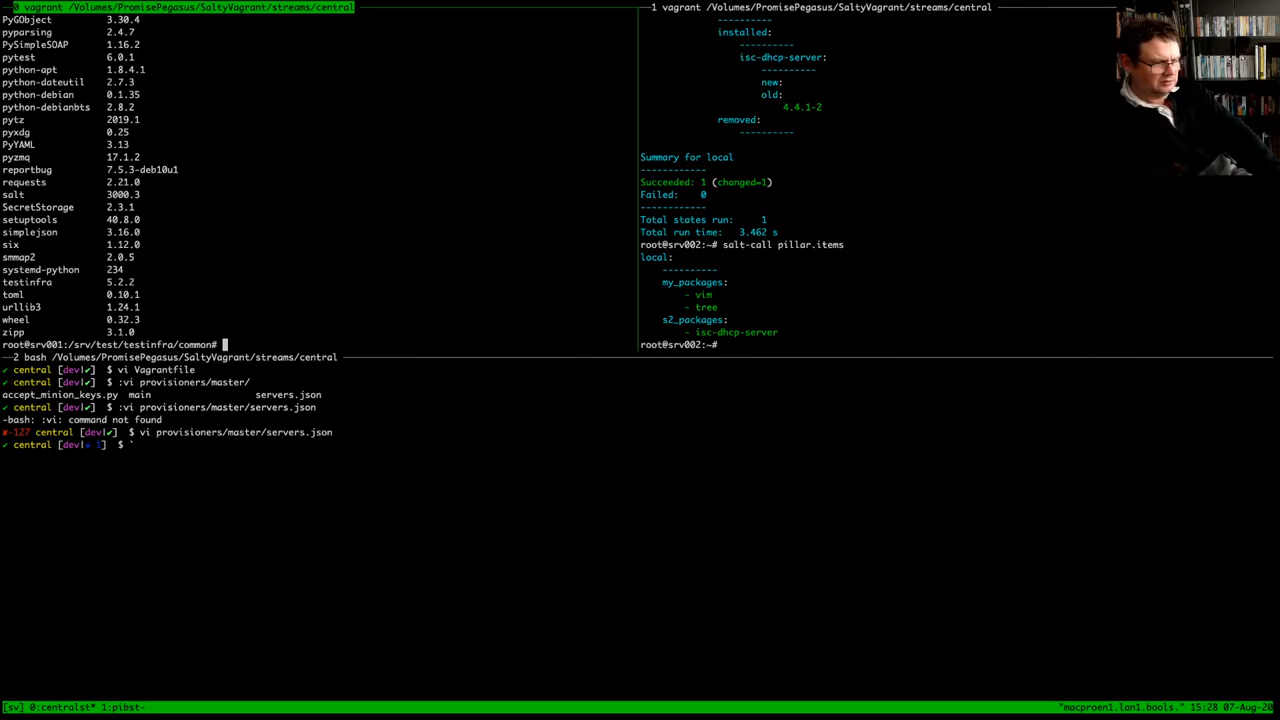 0 vagrant /Volumes/PromisePegasus/SaltyVagrant/streams/central
PyGObject 3.30.4
pyparsing 2.4.7
PySimpleSOAP 1.16.2
pytest 6.0.1
python-apt 1.8.4.1
python-dateutil 2.7.3
python-debian 0.1.35
python-debianbts 2.8.2
pytz 2019.1
pyxdg 0.25
PyYAML 3.13
pyzmq 17.1.2
reportbug 7.5.3-deb10u1
requests 2.21.0
salt 3000.3
SecretStorage 2.3.1
setuptools 40.8.0
simplejson 3.16.0
six 1.12.0
smmap2 2.0.5
systemd-python 234
testinfra 5.2.2
toml 0.10.1
urllib3 1.24.1
wheel 0.32.3
zipp 3.1.0
root@srv001:/srv/test/testinfra/common#
1 vagrant /Volumes/PromisePegasus/SaltyVagrant/streams/central
----------
installed:
----------
isc-dhcp-server:
----------
new:
old:
4.4.1-2
removed:
----------
Summary for local
------------
Succeeded: 1 (changed=1)
Failed: 0
------------
Total states run: 1
Total run time: 3.462 s
root@srv002:~# salt-call pillar.items
local:
----------
my_packages:
- vim
- tree
s2_packages:
- isc-dhcp-server
root@srv002:~#
2 bash /Volumes/PromisePegasus/SaltyVagrant/streams/central
✔ central [dev|✔] $ vi Vagrantfile
✔ central [dev|✔] $ :vi provisioners/master/
accept_minion_keys.py main servers.json
✔ central [dev|✔] $ :vi provisioners/master/servers.json
-bash: :vi: command not found
✘-127 central [dev|✔] $ vi provisioners/master/servers.json
✔ central [dev|✚ 1] $ `
[sv] 0:centralst* 1:pibst- "macproen1.lan1.bools." 15:28 07-Aug-20